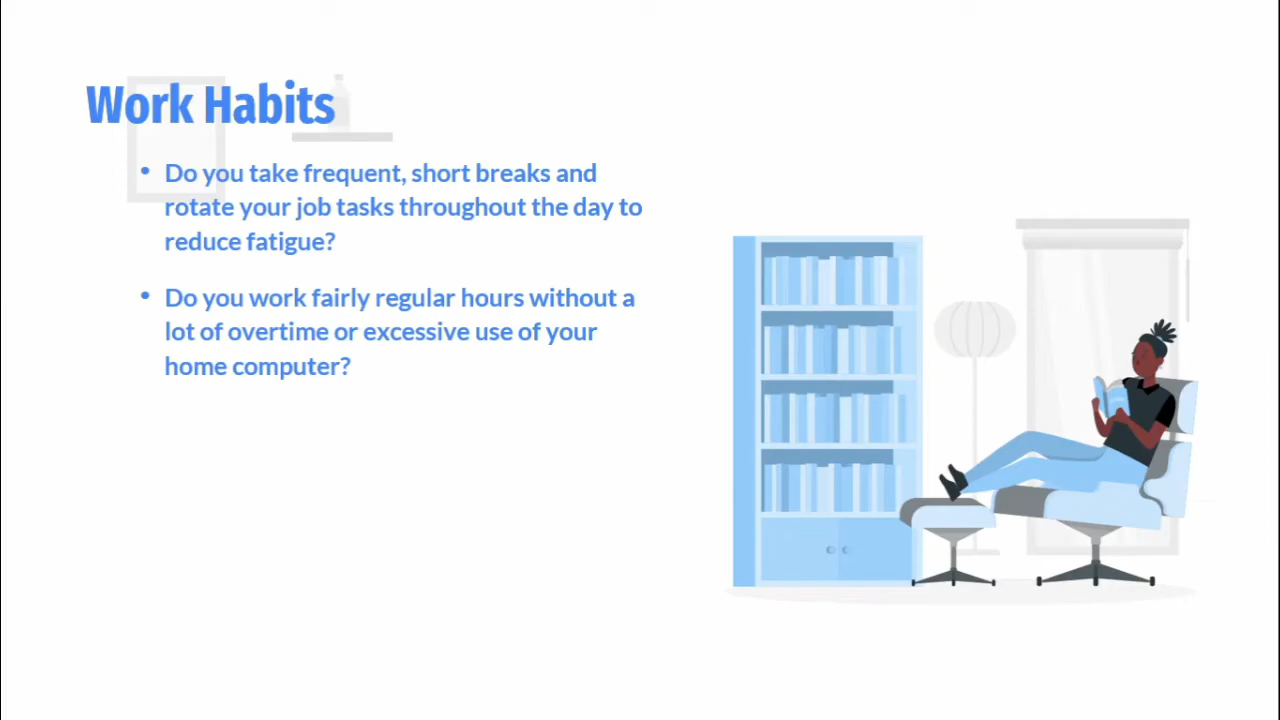 Work Habits
• Do you take frequent, short breaks and
rotate your job tasks throughout the day to
reduce fatigue?
• Do you work fairly regular hours without a
lot of overtime or excessive use of your
home computer?